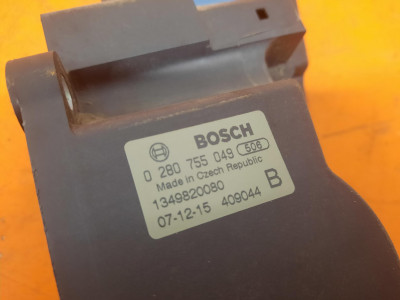 BOSCH
0 280 755 049 506
Made in Czech Republic
1349820080
07-12-15 409044 B